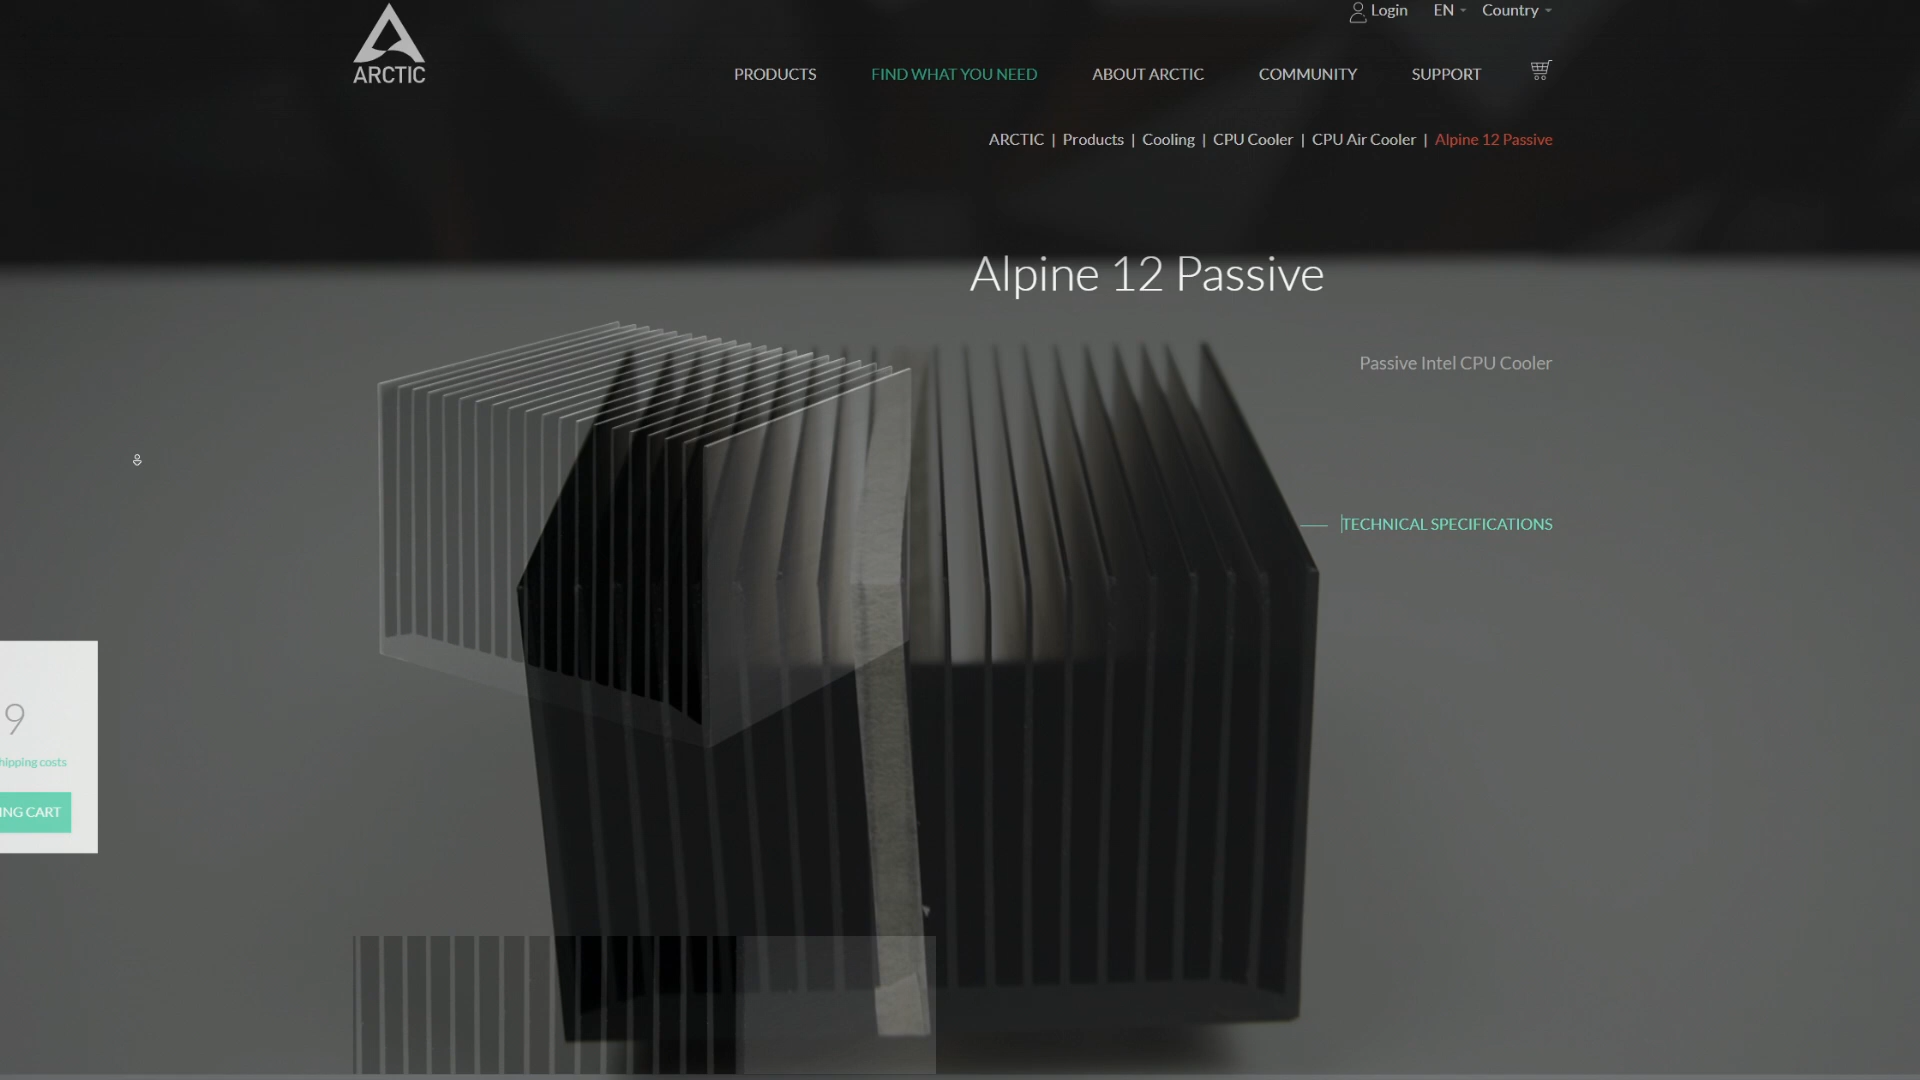 Login EN Country
ARCTIC
PRODUCTS FIND WHAT YOU NEED ABOUT ARCTIC COMMUNITY SUPPORT
ARCTIC | Products | Cooling | CPU Cooler | CPU Air Cooler | Alpine 12 Passive
Alpine 12 Passive
Passive Intel CPU Cooler
TECHNICAL SPECIFICATIONS
9
hipping costs
ING CART